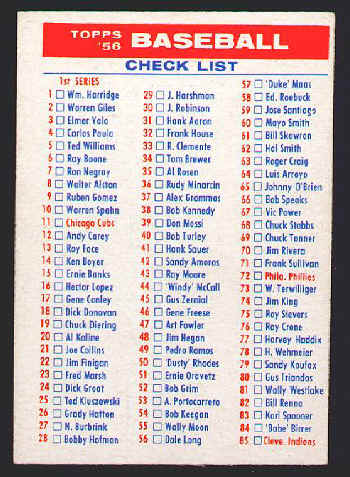 TOPPS '56 BASEBALL
CHECK LIST
1st SERIES
1 Wm. Harridge
2 Warren Giles
3 Elmer Valo
4 Carlos Paula
5 Ted Williams
6 Ray Boone
7 Ron Negray
8 Walter Alston
9 Ruben Gomez
10 Warren Spahn
11 Chicago Cubs
12 Andy Carey
13 Roy Face
14 Ken Boyer
15 Ernie Banks
16 Hector Lopez
17 Gene Conley
18 Dick Donovan
19 Chuck Diering
20 Al Kaline
21 Joe Collins
22 Jim Finigan
23 Fred Marsh
24 Dick Groat
25 Ted Kluszewski
26 Grady Hatton
27 N. Burbrink
28 Bobby Hofman
29 J. Harshman
30 J. Robinson
31 Hank Aaron
32 Frank House
33 R. Clemente
34 Tom Brewer
35 Al Rosen
36 Rudy Minarcin
37 Alex Grammas
38 Bob Kennedy
39 Don Mossi
40 Bob Turley
41 Hank Sauer
42 Sandy Amoros
43 Ray Moore
44 'Windy' McCall
45 Gus Zernial
46 Gene Freese
47 Art Fowler
48 Jim Hegan
49 Pedro Ramos
50 'Dusty' Rhodes
51 Ernie Oravetz
52 Bob Grim
53 A. Portocarrero
54 Bob Keegan
55 Wally Moon
56 Dale Long
57 'Duke' Maas
58 Ed. Roebuck
59 Jose Santiago
60 Mayo Smith
61 Bill Skowron
62 Hal Smith
63 Roger Craig
64 Luis Arroyo
65 Johnny O'Brien
66 Bob Speake
67 Vic Power
68 Chuck Stobbs
69 Chuck Tanner
70 Jim Rivera
71 Frank Sullivan
72 Phila. Phillies
73 W. Terwilliger
74 Jim King
75 Roy Sievers
76 Ray Crone
77 Harvey Haddix
78 H. Wehmeier
79 Sandy Koufax
80 Gus Triandos
81 Wally Westlake
82 Bill Renna
83 Karl Spooner
84 'Babe' Birrer
85 Cleve. Indians